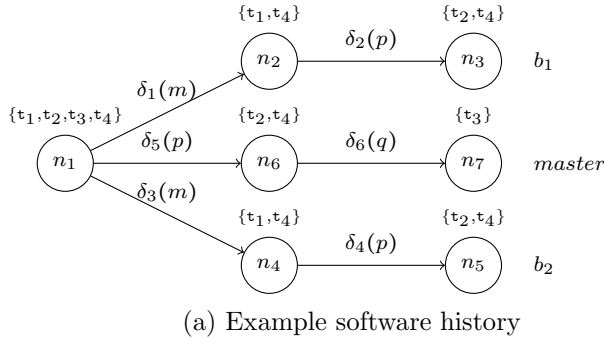 {t₁,t₄} {t₂,t₄}
n₂ δ₂(p) n₃ b₁
δ₁(m)
{t₁,t₂,t₃,t₄} {t₂,t₄} {t₃}
n₁ δ₅(p) n₆ δ₆(q) n₇ master
δ₃(m)
{t₁,t₄} {t₂,t₄}
n₄ δ₄(p) n₅ b₂
(a) Example software history